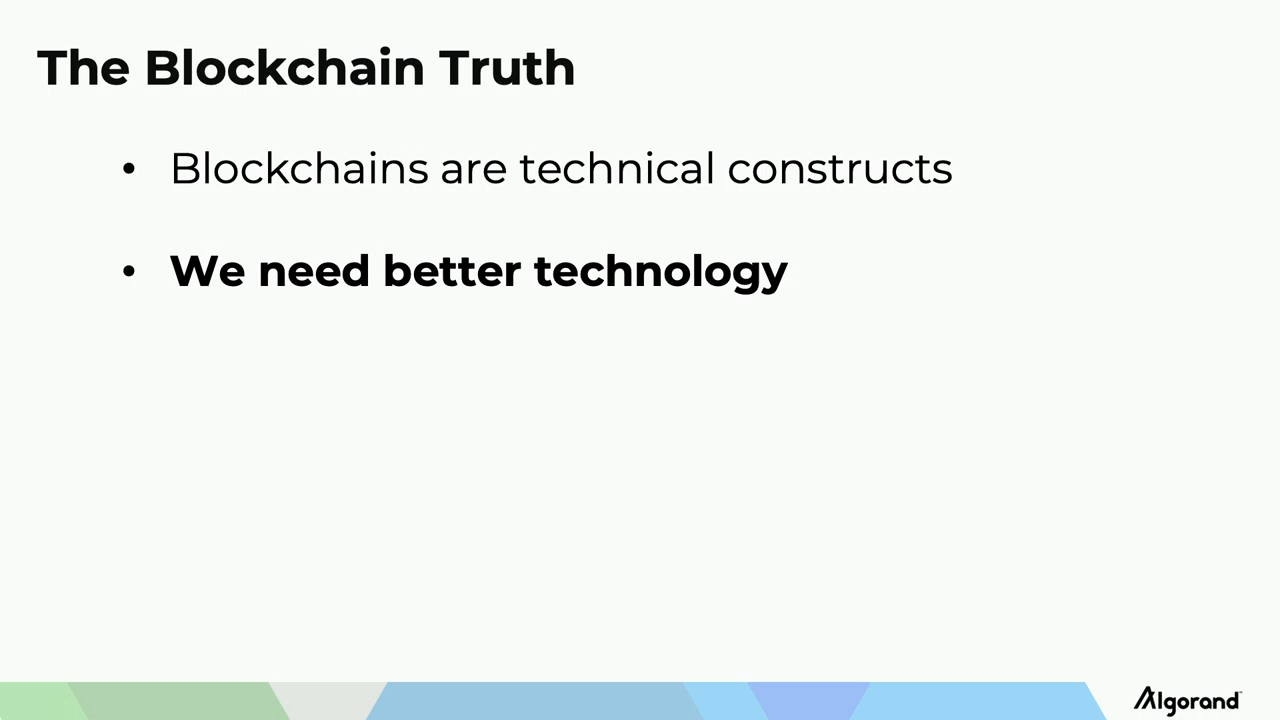 The Blockchain Truth
• Blockchains are technical constructs
• We need better technology
Algorand